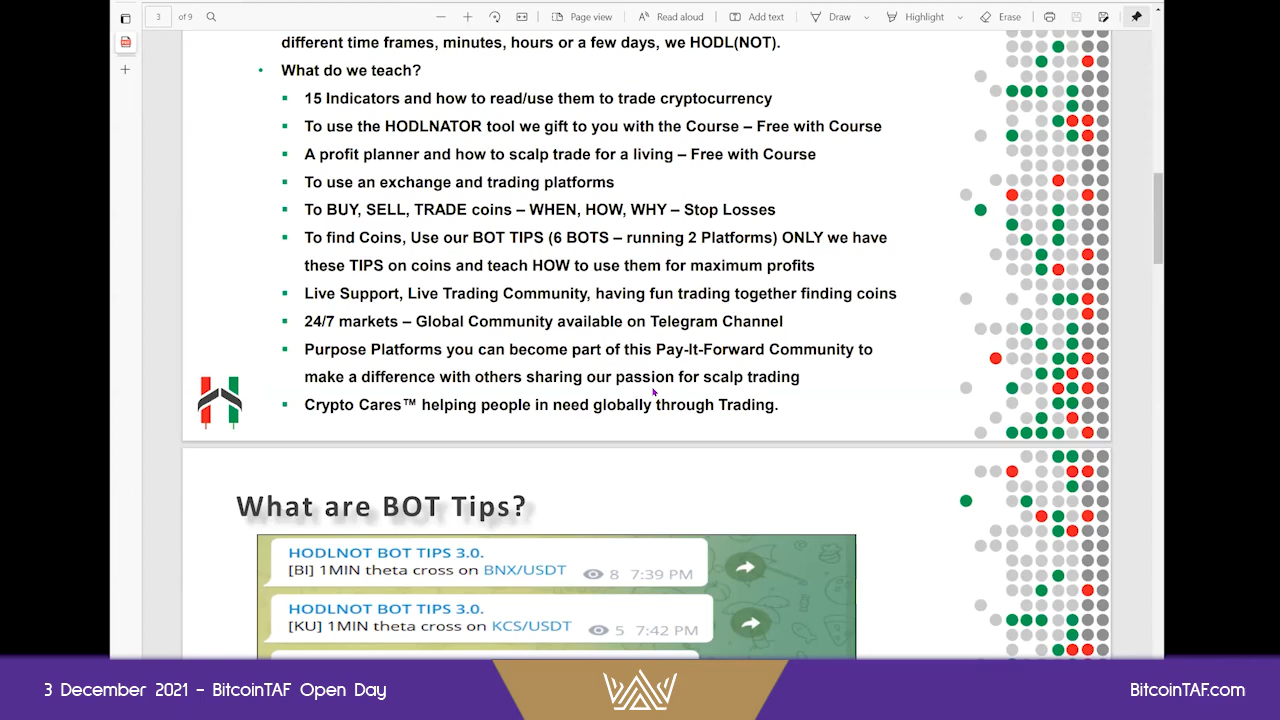 3 of 9
Page view
Read aloud
Add text
Draw
Highlight
Erase
different time frames, minutes, hours or a few days, we HODL(NOT).
• What do we teach?
▪ 15 Indicators and how to read/use them to trade cryptocurrency
▪ To use the HODLNATOR tool we gift to you with the Course – Free with Course
▪ A profit planner and how to scalp trade for a living – Free with Course
▪ To use an exchange and trading platforms
▪ To BUY, SELL, TRADE coins – WHEN, HOW, WHY – Stop Losses
▪ To find Coins, Use our BOT TIPS (6 BOTS – running 2 Platforms) ONLY we have
these TIPS on coins and teach HOW to use them for maximum profits
▪ Live Support, Live Trading Community, having fun trading together finding coins
▪ 24/7 markets – Global Community available on Telegram Channel
▪ Purpose Platforms you can become part of this Pay-It-Forward Community to
make a difference with others sharing our passion for scalp trading
▪ Crypto Cares™ helping people in need globally through Trading.
What are BOT Tips?
HODLNOT BOT TIPS 3.0.
[BI] 1MIN theta cross on BNX/USDT 8 7:39 PM
HODLNOT BOT TIPS 3.0.
[KU] 1MIN theta cross on KCS/USDT 5 7:42 PM
3 December 2021 – BitcoinTAF Open Day
BitcoinTAF.com